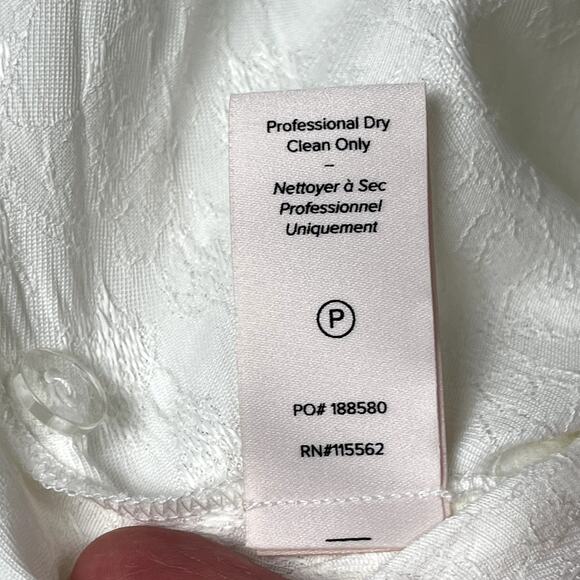 Professional Dry
Clean Only
–
Nettoyer à Sec
Professionnel
Uniquement
P
PO# 188580
RN#115562